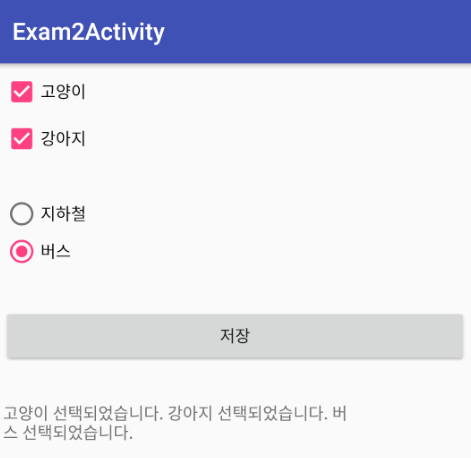 Exam2Activity
고양이
강아지
지하철
버스
저장
고양이 선택되었습니다. 강아지 선택되었습니다. 버
스 선택되었습니다.